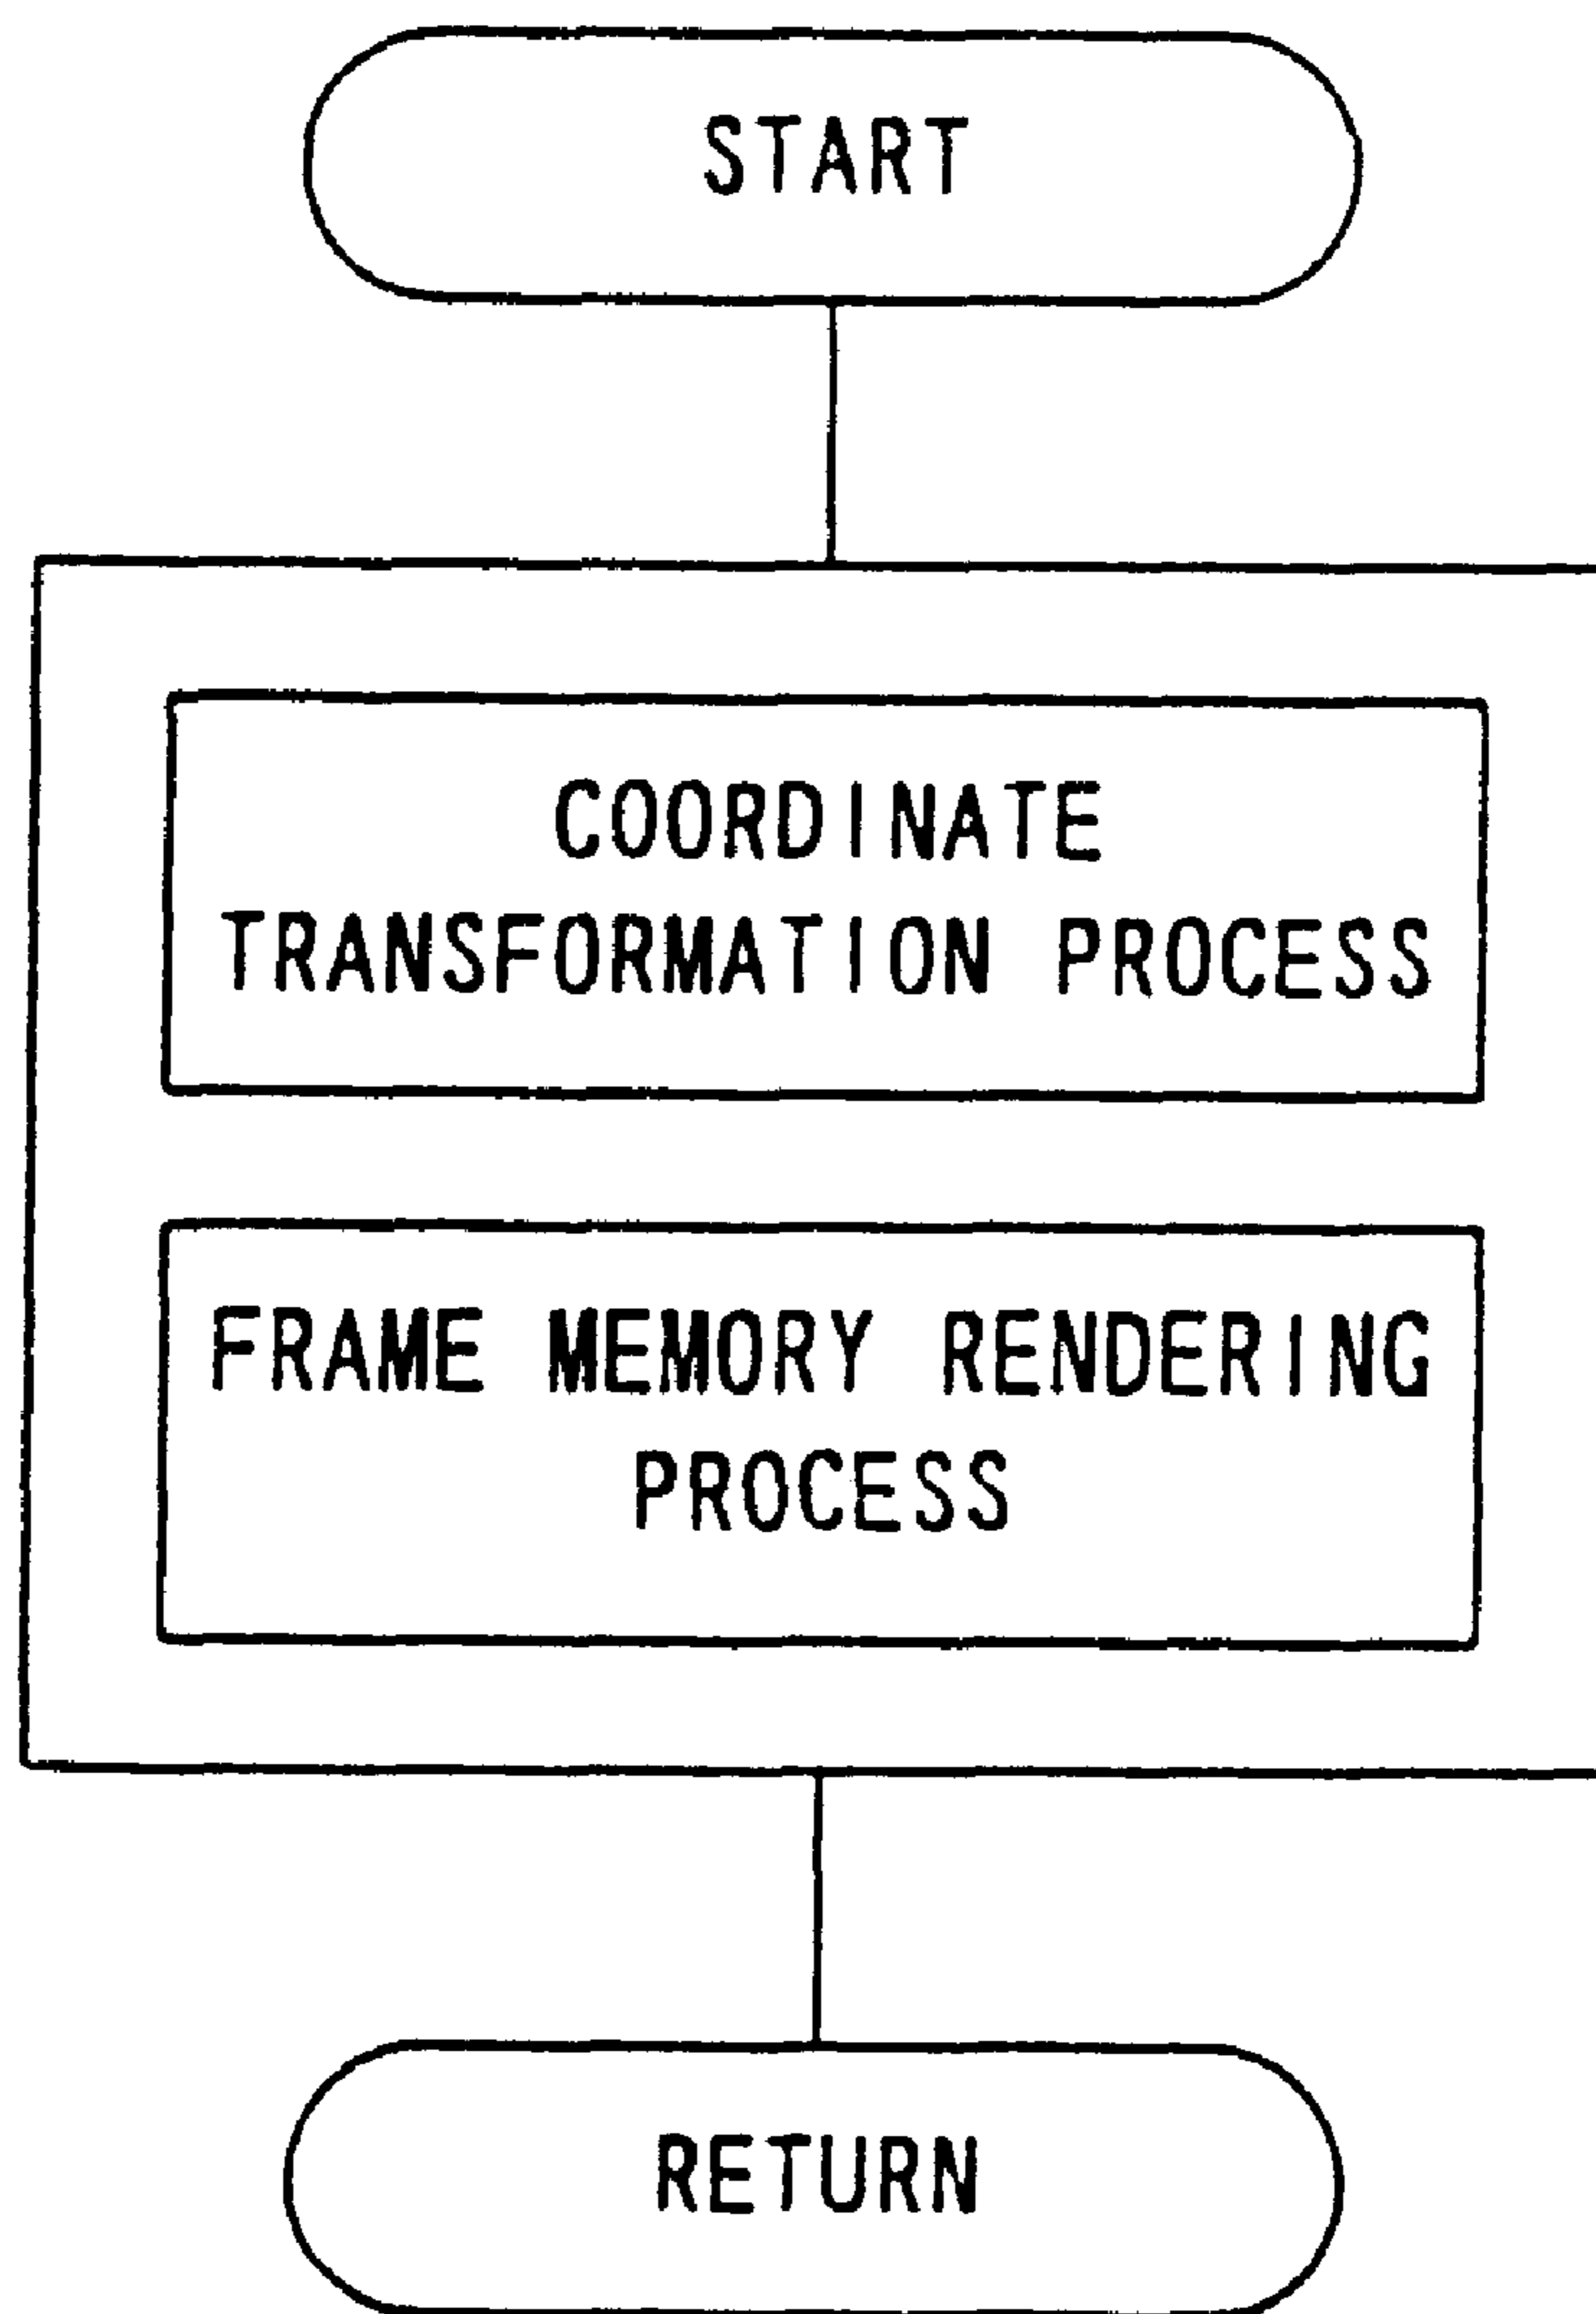 START
COORDINATE
TRANSFORMATION PROCESS
FRAME MEMORY RENDERING
PROCESS
RETURN